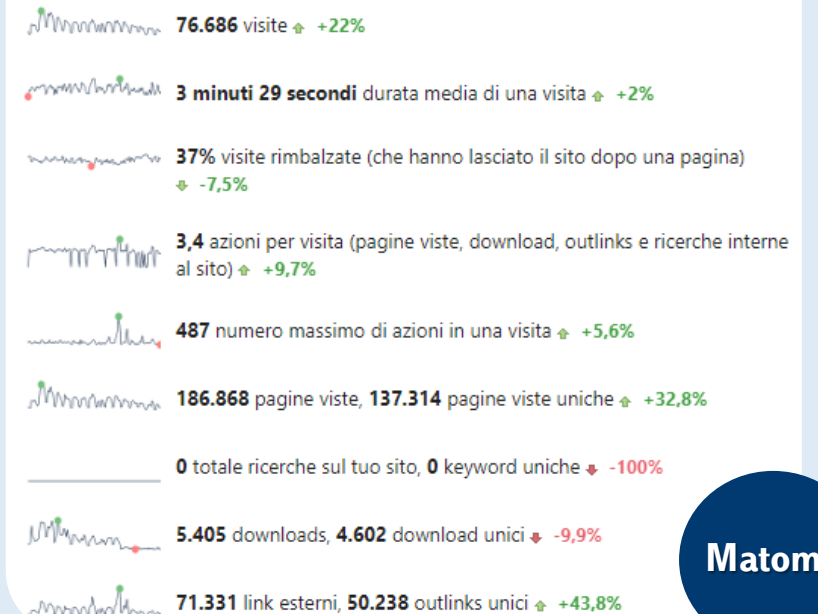 76.686 visite +22%
3 minuti 29 secondi durata media di una visita +2%
37% visite rimbalzate (che hanno lasciato il sito dopo una pagina)
-7,5%
3,4 azioni per visita (pagine viste, download, outlinks e ricerche interne
al sito) +9,7%
487 numero massimo di azioni in una visita +5,6%
186.868 pagine viste, 137.314 pagine viste uniche +32,8%
0 totale ricerche sul tuo sito, 0 keyword uniche -100%
5.405 downloads, 4.602 download unici -9,9%
Matom
71.331 link esterni, 50.238 outlinks unici +43,8%